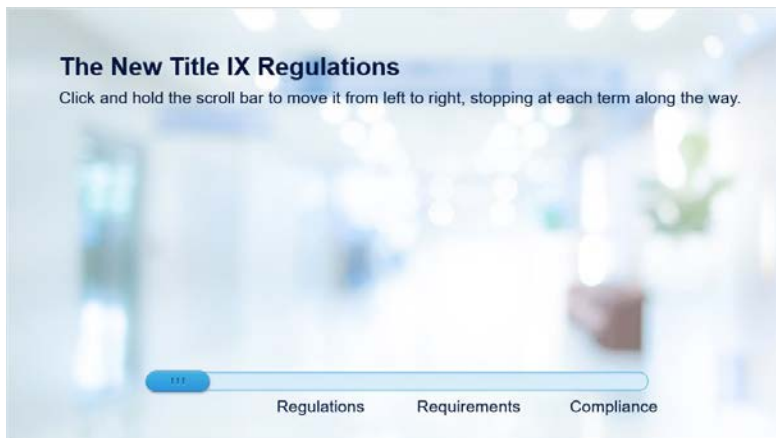 The New Title IX Regulations
Click and hold the scroll bar to move it from left to right, stopping at each term along the way.
Regulations Requirements Compliance